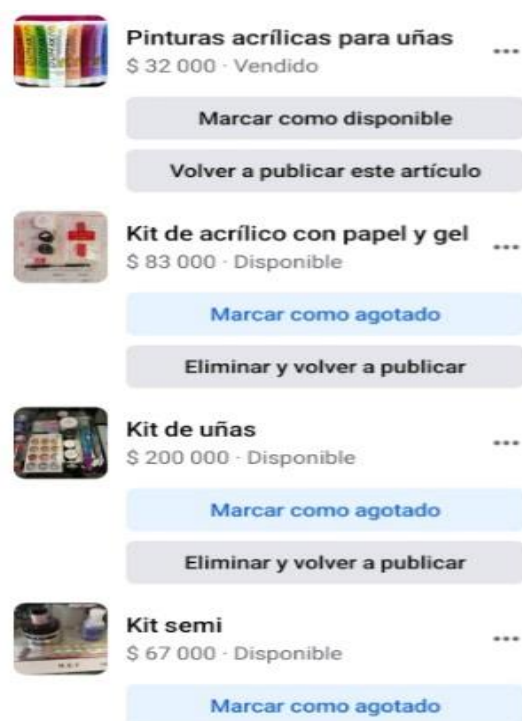 Pinturas acrílicas para uñas
$ 32 000 · Vendido
Marcar como disponible
Volver a publicar este artículo
Kit de acrílico con papel y gel
$ 83 000 · Disponible
Marcar como agotado
Eliminar y volver a publicar
Kit de uñas
$ 200 000 · Disponible
Marcar como agotado
Eliminar y volver a publicar
Kit semi
$ 67 000 · Disponible
Marcar como agotado